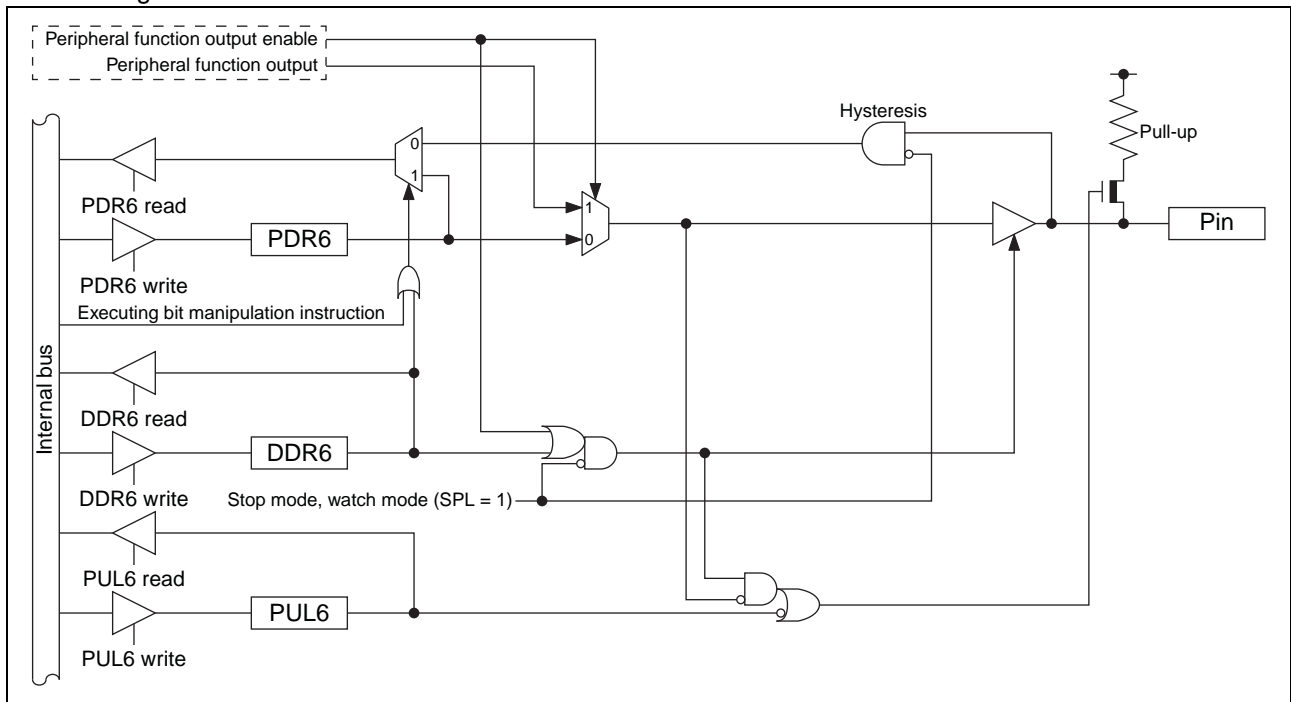 Peripheral function output enable
Peripheral function output
Hysteresis
Pull-up
0
1
PDR6 read
1
0
PDR6
Pin
PDR6 write
Executing bit manipulation instruction
Internal bus
DDR6 read
DDR6
DDR6 write
Stop mode, watch mode (SPL = 1)
PUL6 read
PUL6
PUL6 write